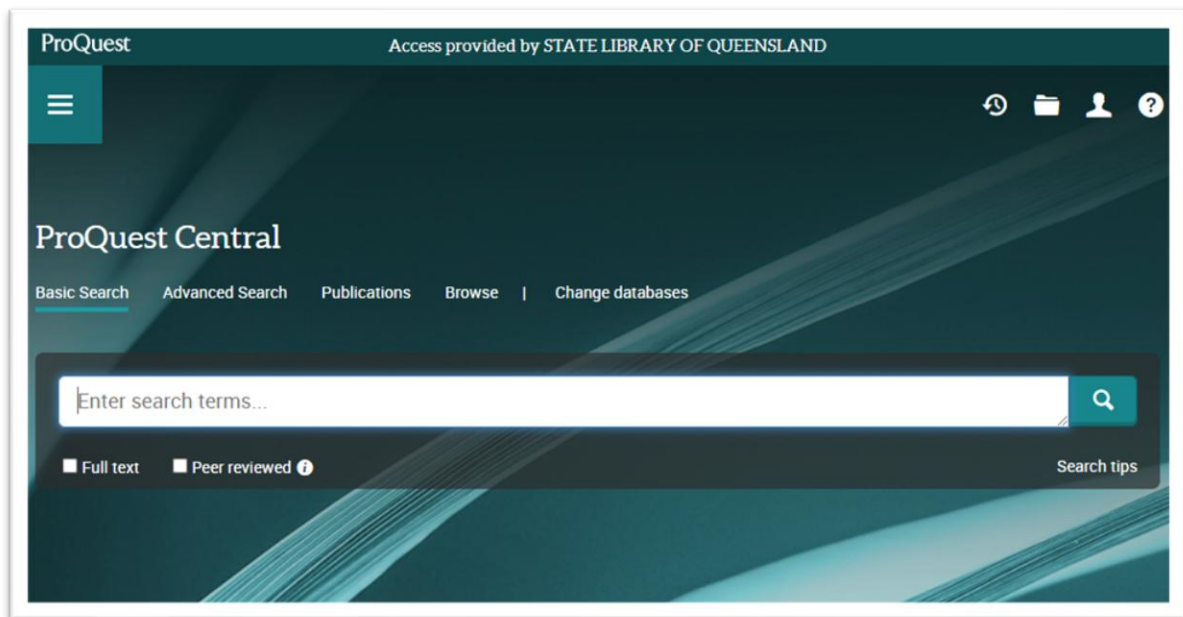 ProQuest
Access provided by STATE LIBRARY OF QUEENSLAND
ProQuest Central
Basic Search Advanced Search Publications Browse | Change databases
Enter search terms...
Full text Peer reviewed
Search tips